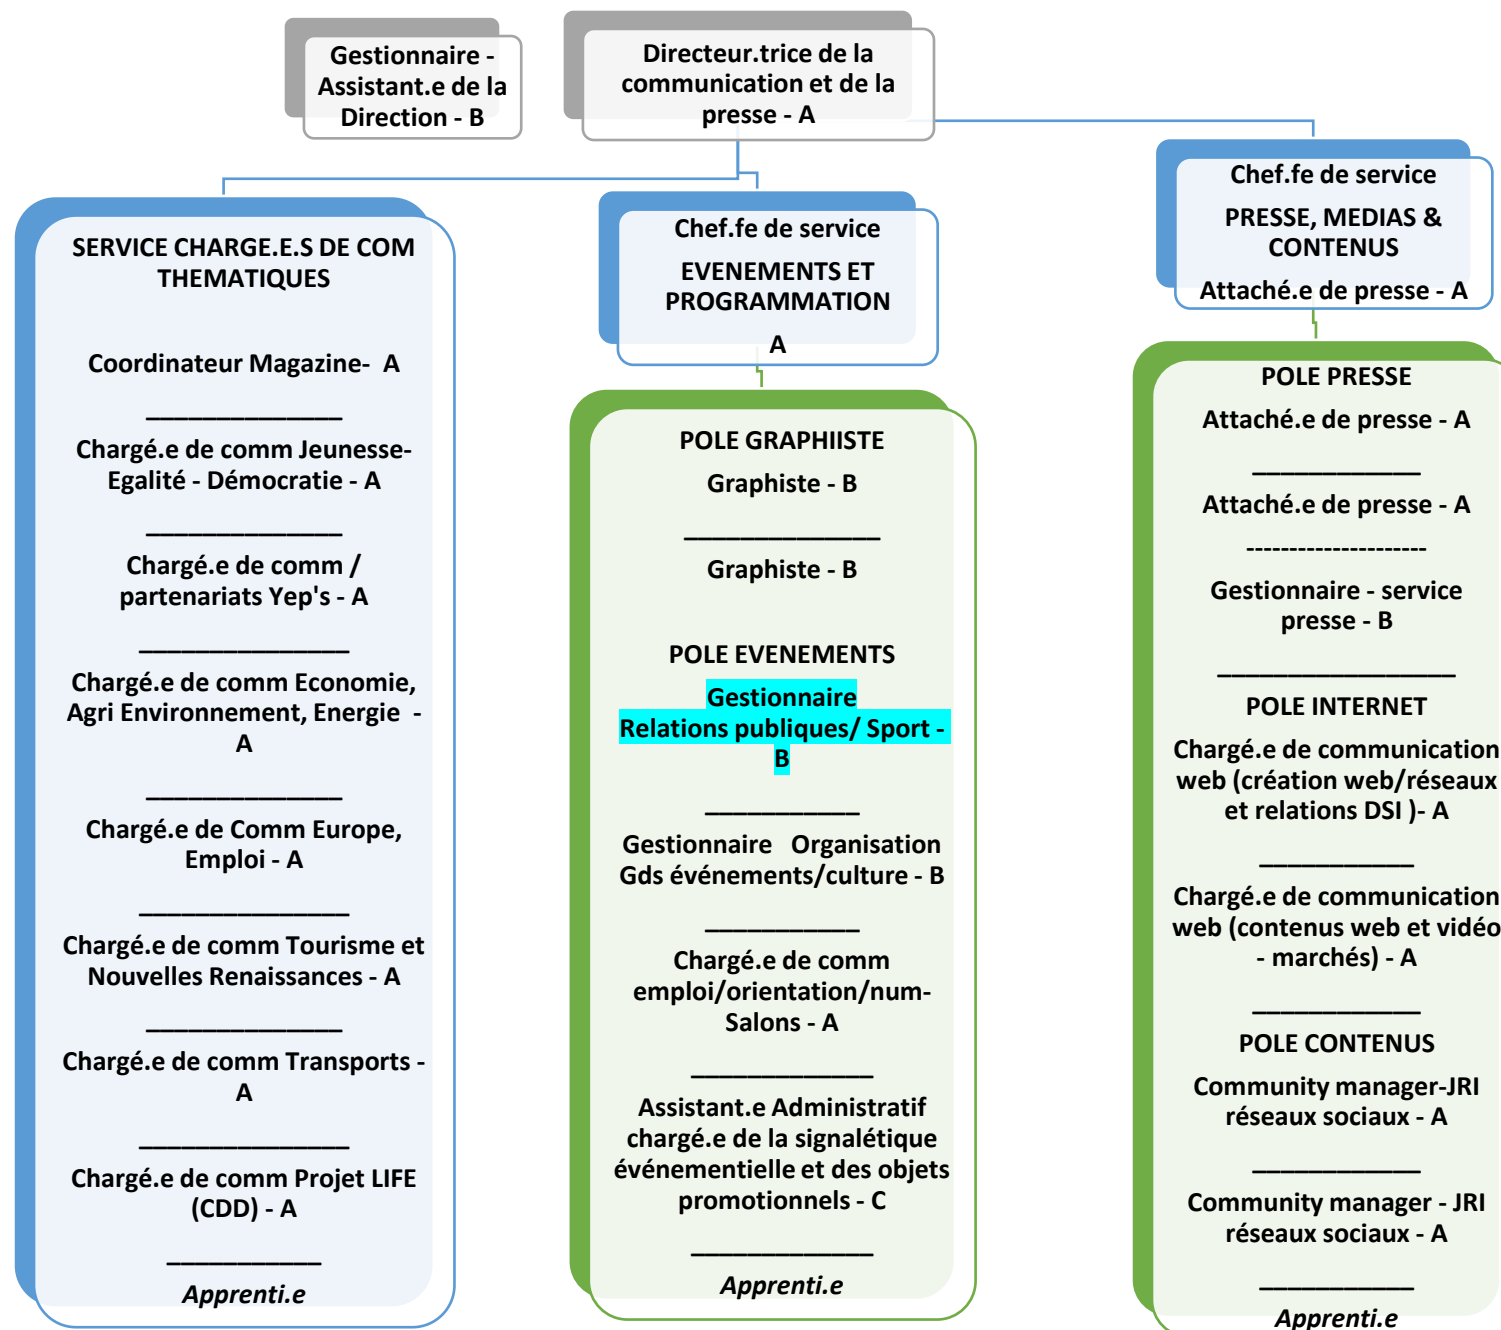 Gestionnaire -
Assistant.e de la
Direction - B
Directeur.trice de la
communication et de la
presse - A
SERVICE CHARGE.E.S DE COM
THEMATIQUES
Coordinateur Magazine-  A
_______________
Chargé.e de comm Jeunesse-
Egalité - Démocratie - A
_______________
Chargé.e de comm /
partenariats Yep's - A
_______________
Chargé.e de comm Economie,
Agri Environnement, Energie  -
A
_______________
Chargé.e de Comm Europe,
Emploi - A
_______________
Chargé.e de comm Tourisme et
Nouvelles Renaissances - A
_______________
Chargé.e de comm Transports -
A
_______________
Chargé.e de comm Projet LIFE
(CDD) - A
___________
Apprenti.e
Chef.fe de service
EVENEMENTS ET
PROGRAMMATION
A
POLE GRAPHIISTE
Graphiste - B
______________
Graphiste - B
POLE EVENEMENTS
Gestionnaire
Relations publiques/ Sport -
B
___________
Gestionnaire   Organisation
Gds événements/culture - B
___________
Chargé.e de comm
emploi/orientation/num-
Salons - A
_____________
Assistant.e Administratif
chargé.e de la signalétique
événementielle et des objets
promotionnels - C
_____________
Apprenti.e
Chef.fe de service
PRESSE, MEDIAS &
CONTENUS
Attaché.e de presse - A
POLE PRESSE
Attaché.e de presse - A
____________
Attaché.e de presse - A
---------------------
Gestionnaire - service
presse - B
_________________
POLE INTERNET
Chargé.e de communication
web (création web/réseaux
et relations DSI )- A
___________
Chargé.e de communication
web (contenus web et vidéo
- marchés) - A
____________
POLE CONTENUS
Community manager-JRI
réseaux sociaux - A
____________
Community manager - JRI
réseaux sociaux - A
___________
Apprenti.e